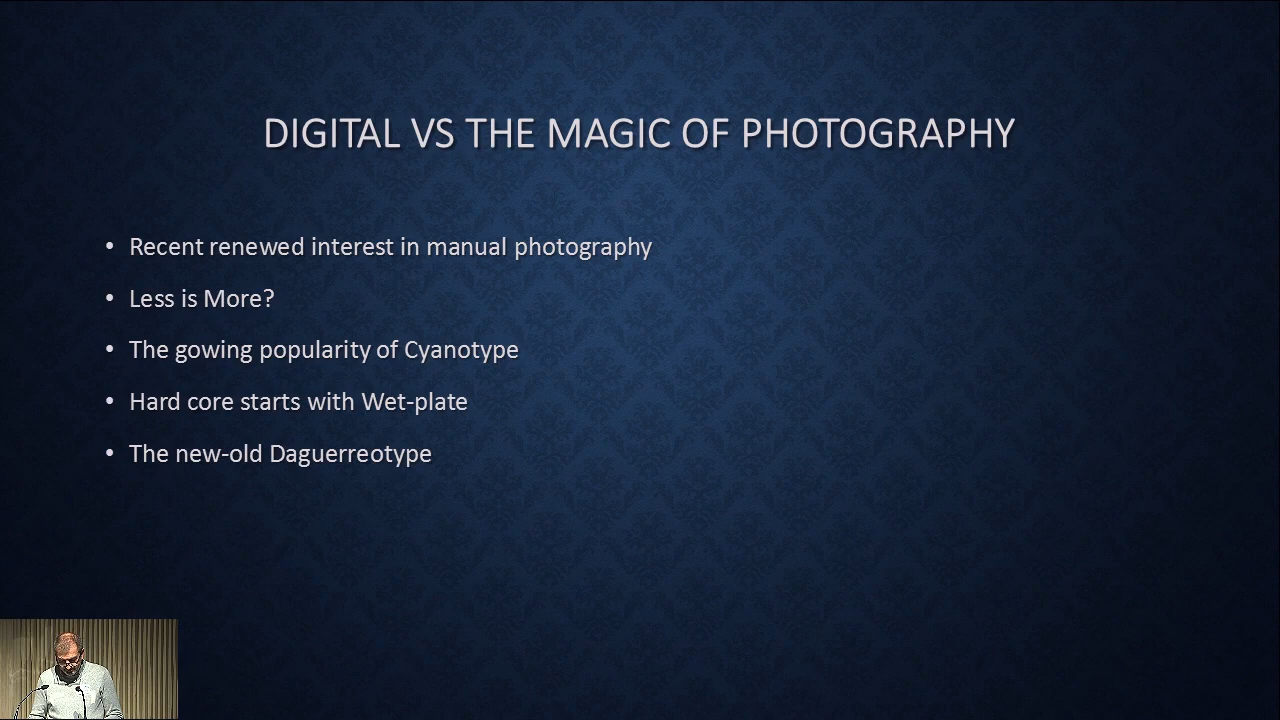 DIGITAL VS THE MAGIC OF PHOTOGRAPHY
• Recent renewed interest in manual photography
• Less is More?
• The gowing popularity of Cyanotype
• Hard core starts with Wet-plate
• The new-old Daguerreotype